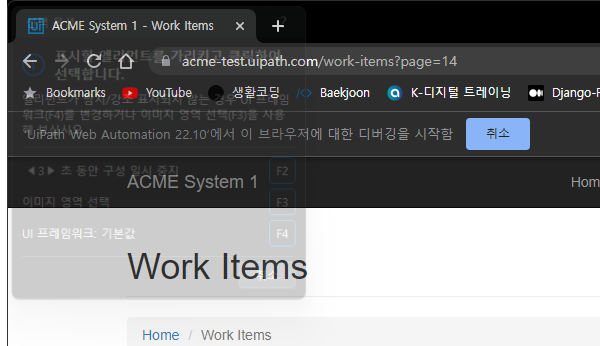 ACME System 1 - Work Items
표시할 엘리먼트를 가리키고 클릭하여
선택합니다.
acme-test.uipath.com/work-items?page=14
Bookmarks YouTube 생활코딩 Baekjoon K-디지털 트레이닝 Django-F
엘리먼트가 감지/강조 표시되지 않는 경우 UI 프레임
워크(F4)를 변경하거나 이미지 영역 선택(F3)를 사용
해 보십시오.
'UiPath Web Automation 22.10'에서 이 브라우저에 대한 디버깅을 시작함 취소
◀ 3 ▶ 초 동안 구성 일시 중지 F2
ACME System 1 Hom
이미지 영역 선택 F3
UI 프레임워크: 기본값 F4
Work Items
Home / Work Items